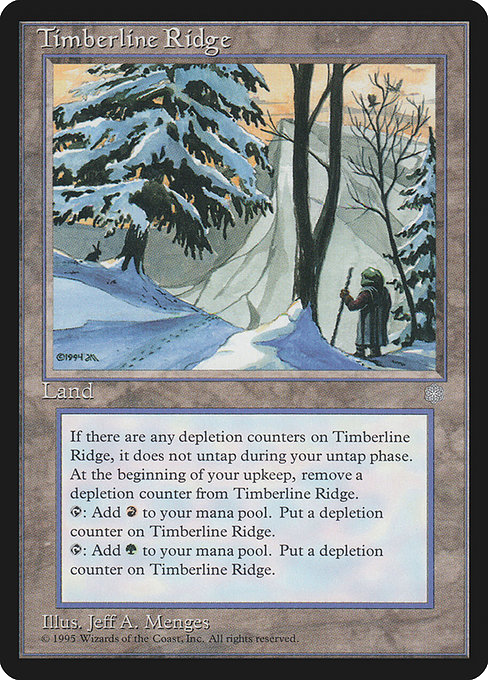 Timberline Ridge
©1994 JAM
Land
If there are any depletion counters on Timberline
Ridge, it does not untap during your untap phase.
At the beginning of your upkeep, remove a
depletion counter from Timberline Ridge.
: Add to your mana pool. Put a depletion
counter on Timberline Ridge.
: Add to your mana pool. Put a depletion
counter on Timberline Ridge.
Illus. Jeff A. Menges
© 1995 Wizards of the Coast, Inc. All rights reserved.